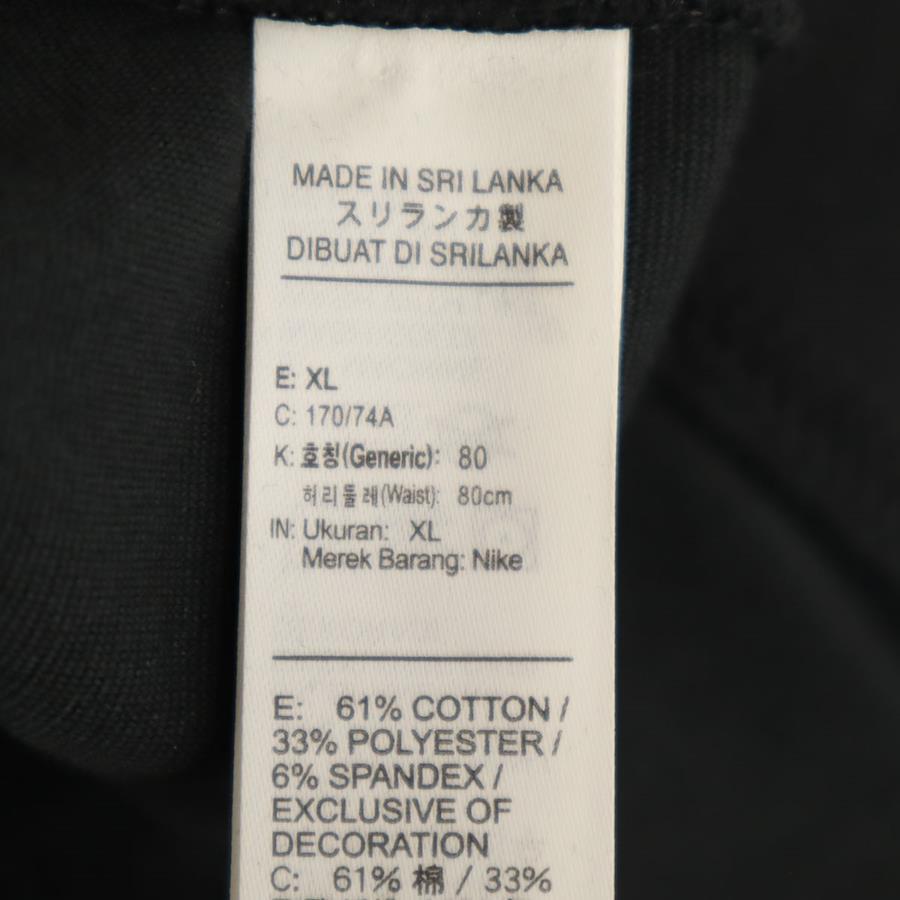 MADE IN SRI LANKA
スリランカ製
DIBUAT DI SRILANKA
E: XL
C: 170/74A
K: 호칭(Generic): 80
허리둘레(Waist): 80cm
IN: Ukuran: XL
Merek Barang: Nike
E: 61% COTTON /
33% POLYESTER /
6% SPANDEX /
EXCLUSIVE OF
DECORATION
C: 61% 棉 / 33%